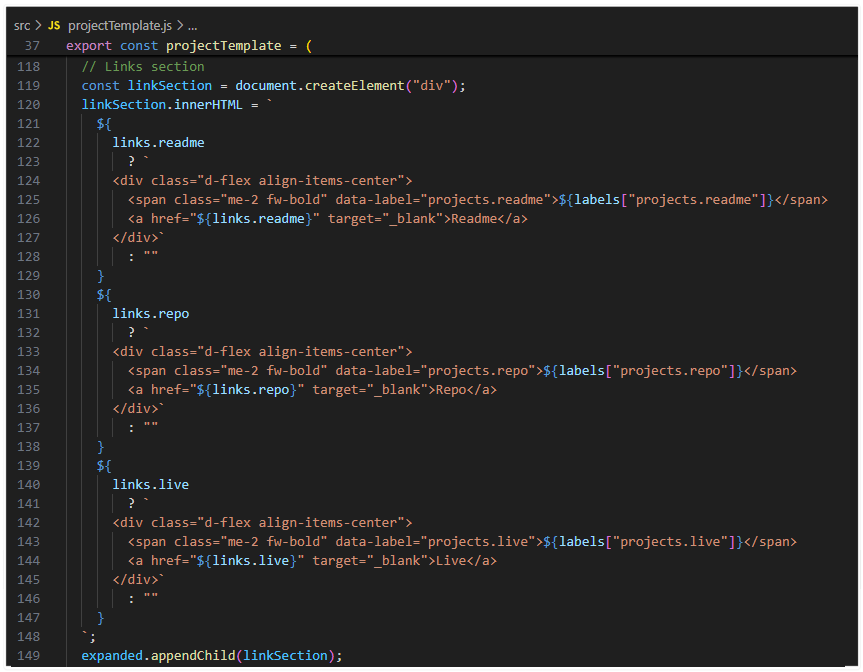 src > JS projectTemplate.js > ...
37 export const projectTemplate = (
118 // Links section
119 const linkSection = document.createElement("div");
120 linkSection.innerHTML = `
121 ${
122 links.readme
123 ? `
124 <div class="d-flex align-items-center">
125 <span class="me-2 fw-bold" data-label="projects.readme">${labels["projects.readme"]}</span>
126 <a href="${links.readme}" target="_blank">Readme</a>
127 </div>`
128 : ""
129 }
130 ${
131 links.repo
132 ? `
133 <div class="d-flex align-items-center">
134 <span class="me-2 fw-bold" data-label="projects.repo">${labels["projects.repo"]}</span>
135 <a href="${links.repo}" target="_blank">Repo</a>
136 </div>`
137 : ""
138 }
139 ${
140 links.live
141 ? `
142 <div class="d-flex align-items-center">
143 <span class="me-2 fw-bold" data-label="projects.live">${labels["projects.live"]}</span>
144 <a href="${links.live}" target="_blank">Live</a>
145 </div>`
146 : ""
147 }
148 `;
149 expanded.appendChild(linkSection);